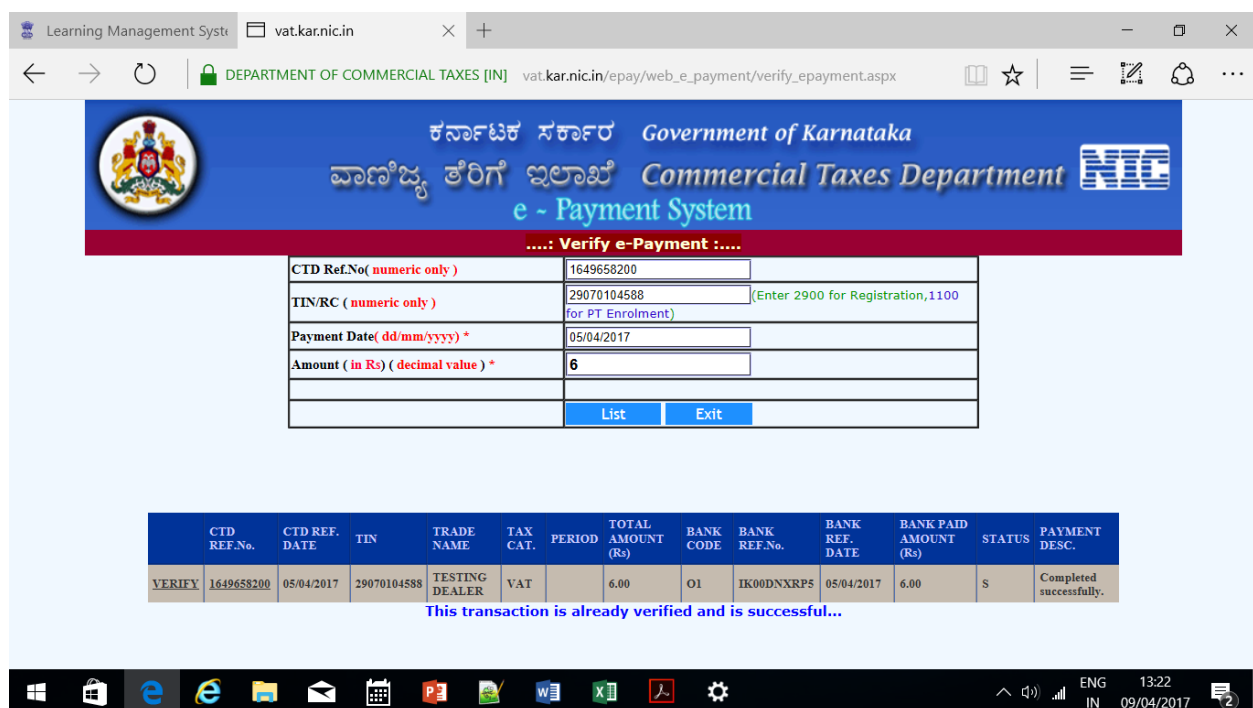 Learning Management Syste
vat.kar.nic.in
DEPARTMENT OF COMMERCIAL TAXES [IN] vat.kar.nic.in/epay/web_e_payment/verify_epayment.aspx
ಕರ್ನಾಟಕ ಸರ್ಕಾರ Government of Karnataka
ವಾಣಿಜ್ಯ ತೆರಿಗೆ ಇಲಾಖೆ Commercial Taxes Department
NIC
e - Payment System
....: Verify e-Payment :....
CTD Ref.No( numeric only ) 1649658200
TIN/RC ( numeric only ) 29070104588 (Enter 2900 for Registration,1100
for PT Enrolment)
Payment Date( dd/mm/yyyy) * 05/04/2017
Amount ( in Rs) ( decimal value ) * 6
List Exit
CTD REF.No. CTD REF. DATE TIN TRADE NAME TAX CAT. PERIOD TOTAL AMOUNT (Rs) BANK CODE BANK REF.No. BANK REF. DATE BANK PAID AMOUNT (Rs) STATUS PAYMENT DESC.
VERIFY 1649658200 05/04/2017 29070104588 TESTING DEALER VAT 6.00 O1 IK00DNXRP5 05/04/2017 6.00 S Completed successfully.
This transaction is already verified and is successful...
ENG 13:22
IN 09/04/2017 2